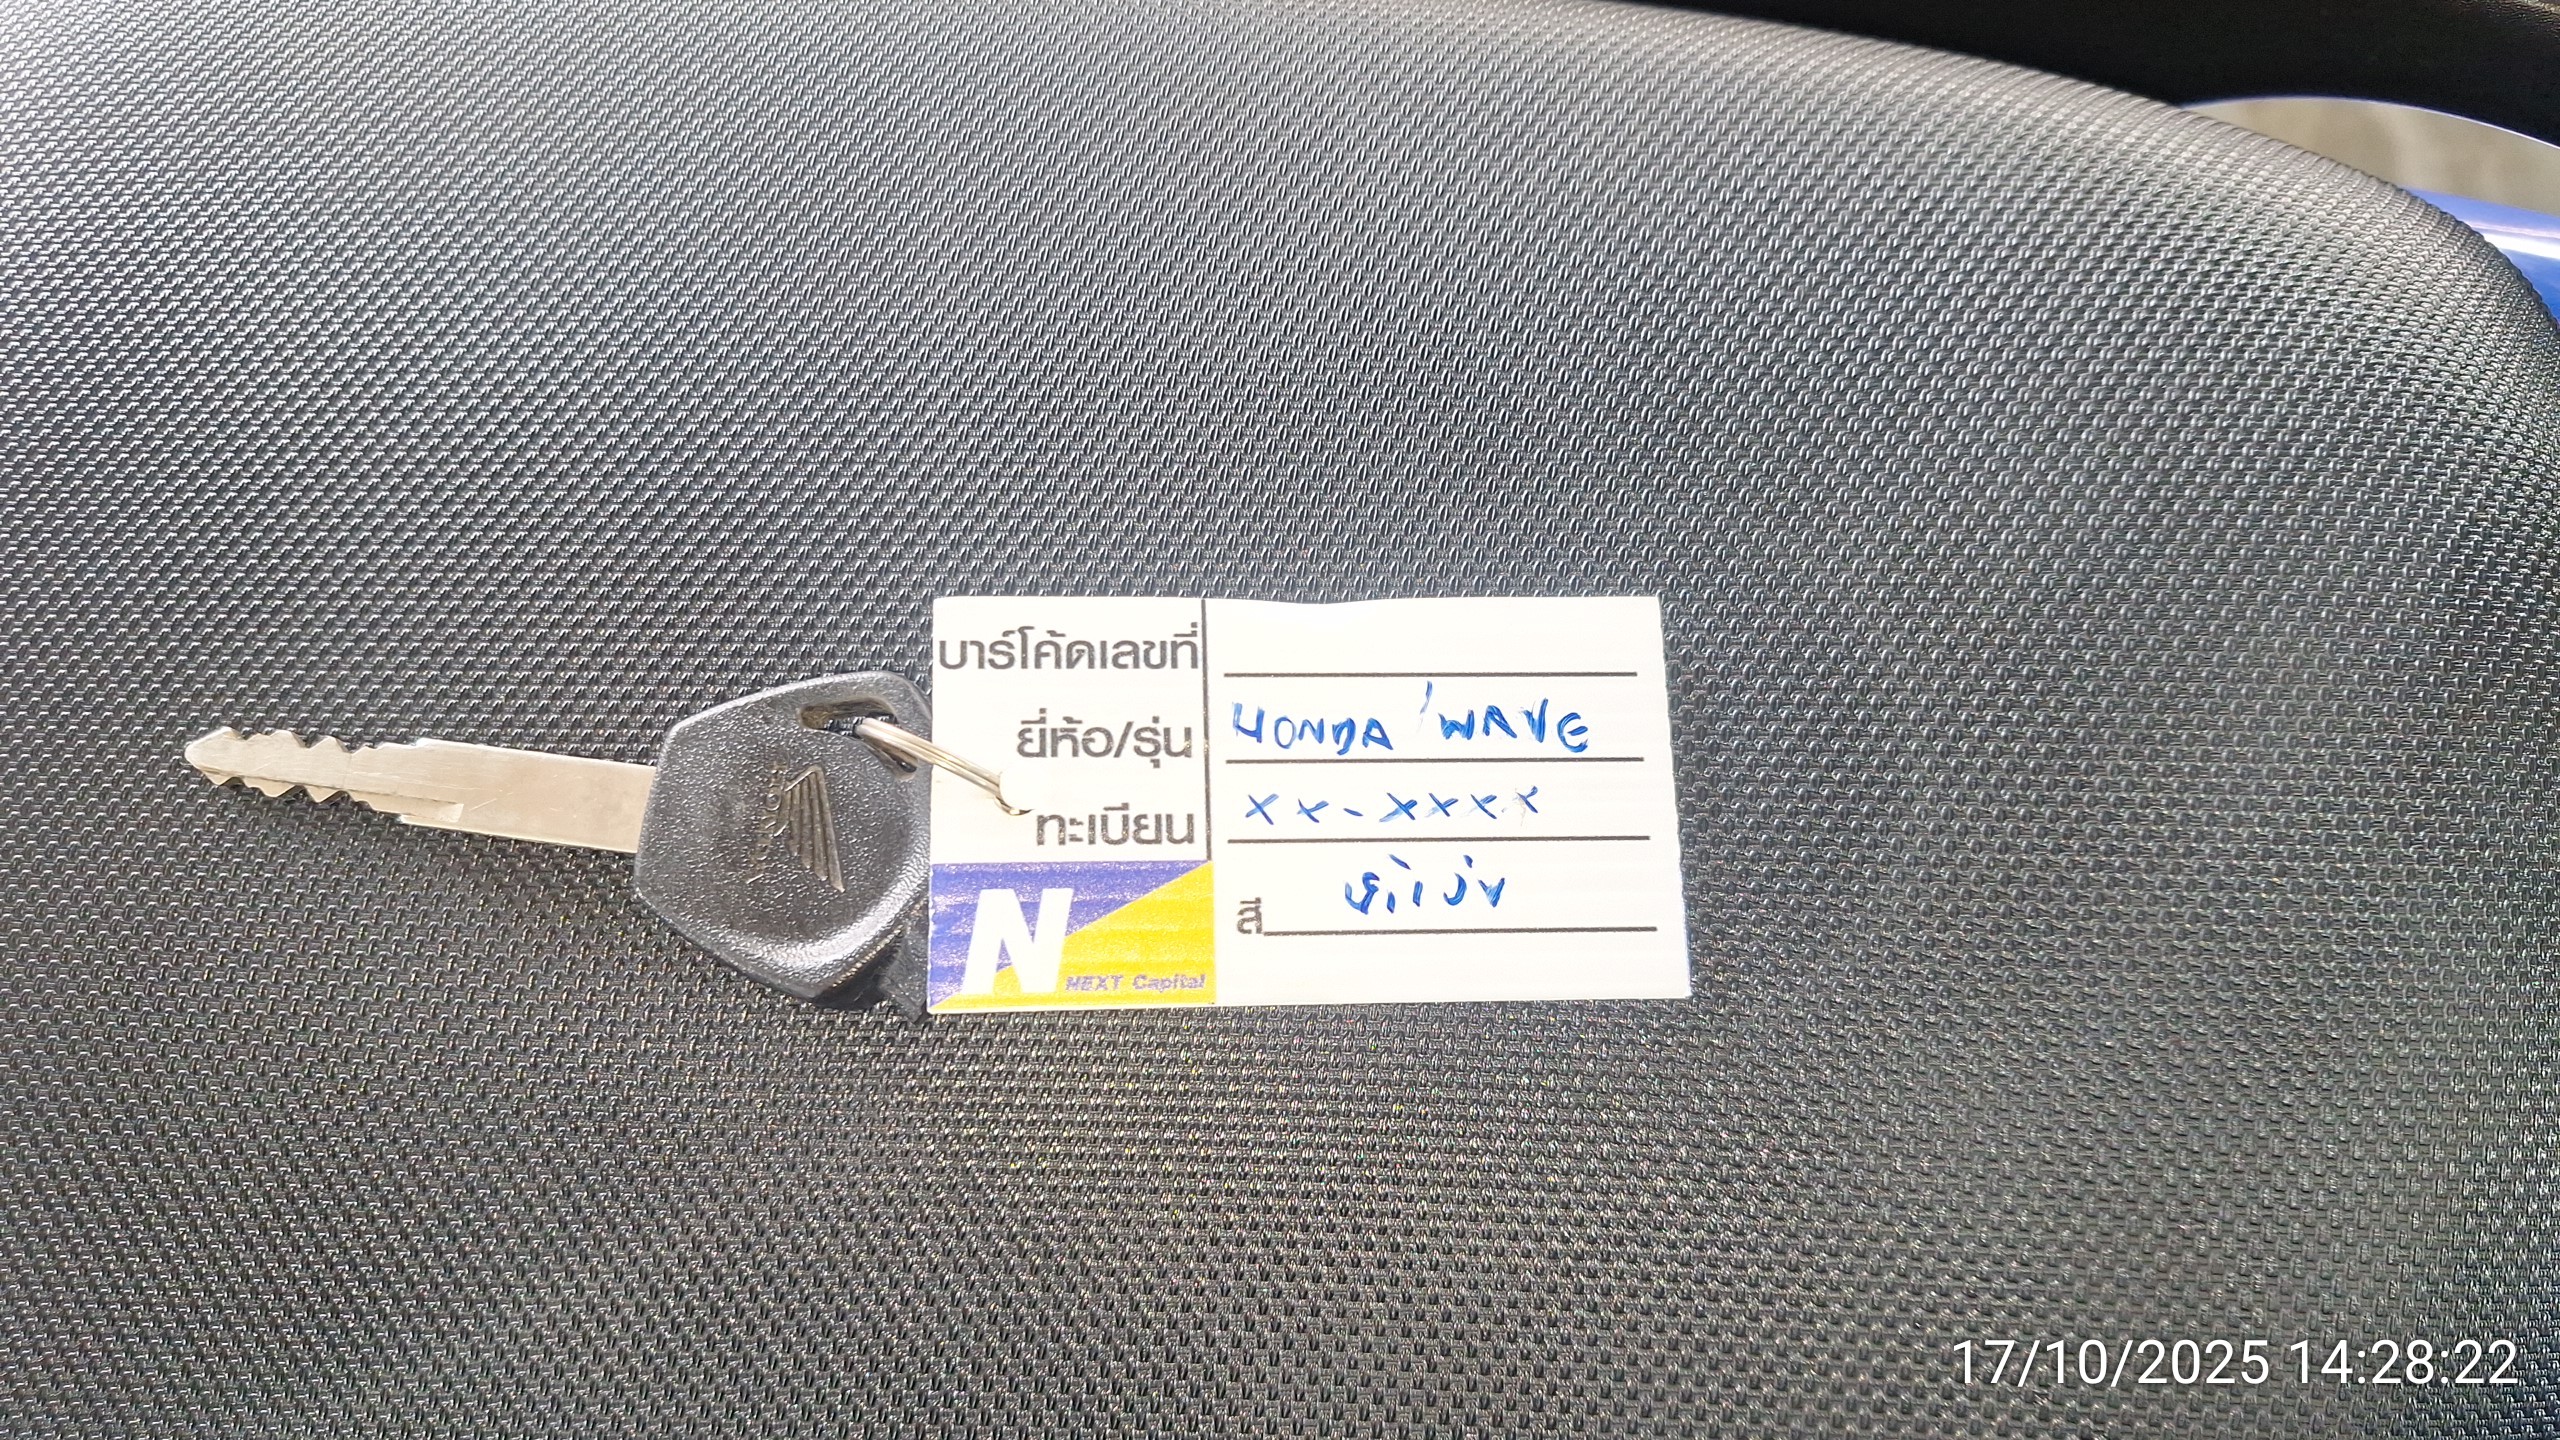 บาร์โค้ดเลขที่
ยี่ห้อ/รุ่น HONDA WAVE
ทะเบียน xx-xxxx
สี
N NEXT Capital
HONDA
17/10/2025 14:28:22